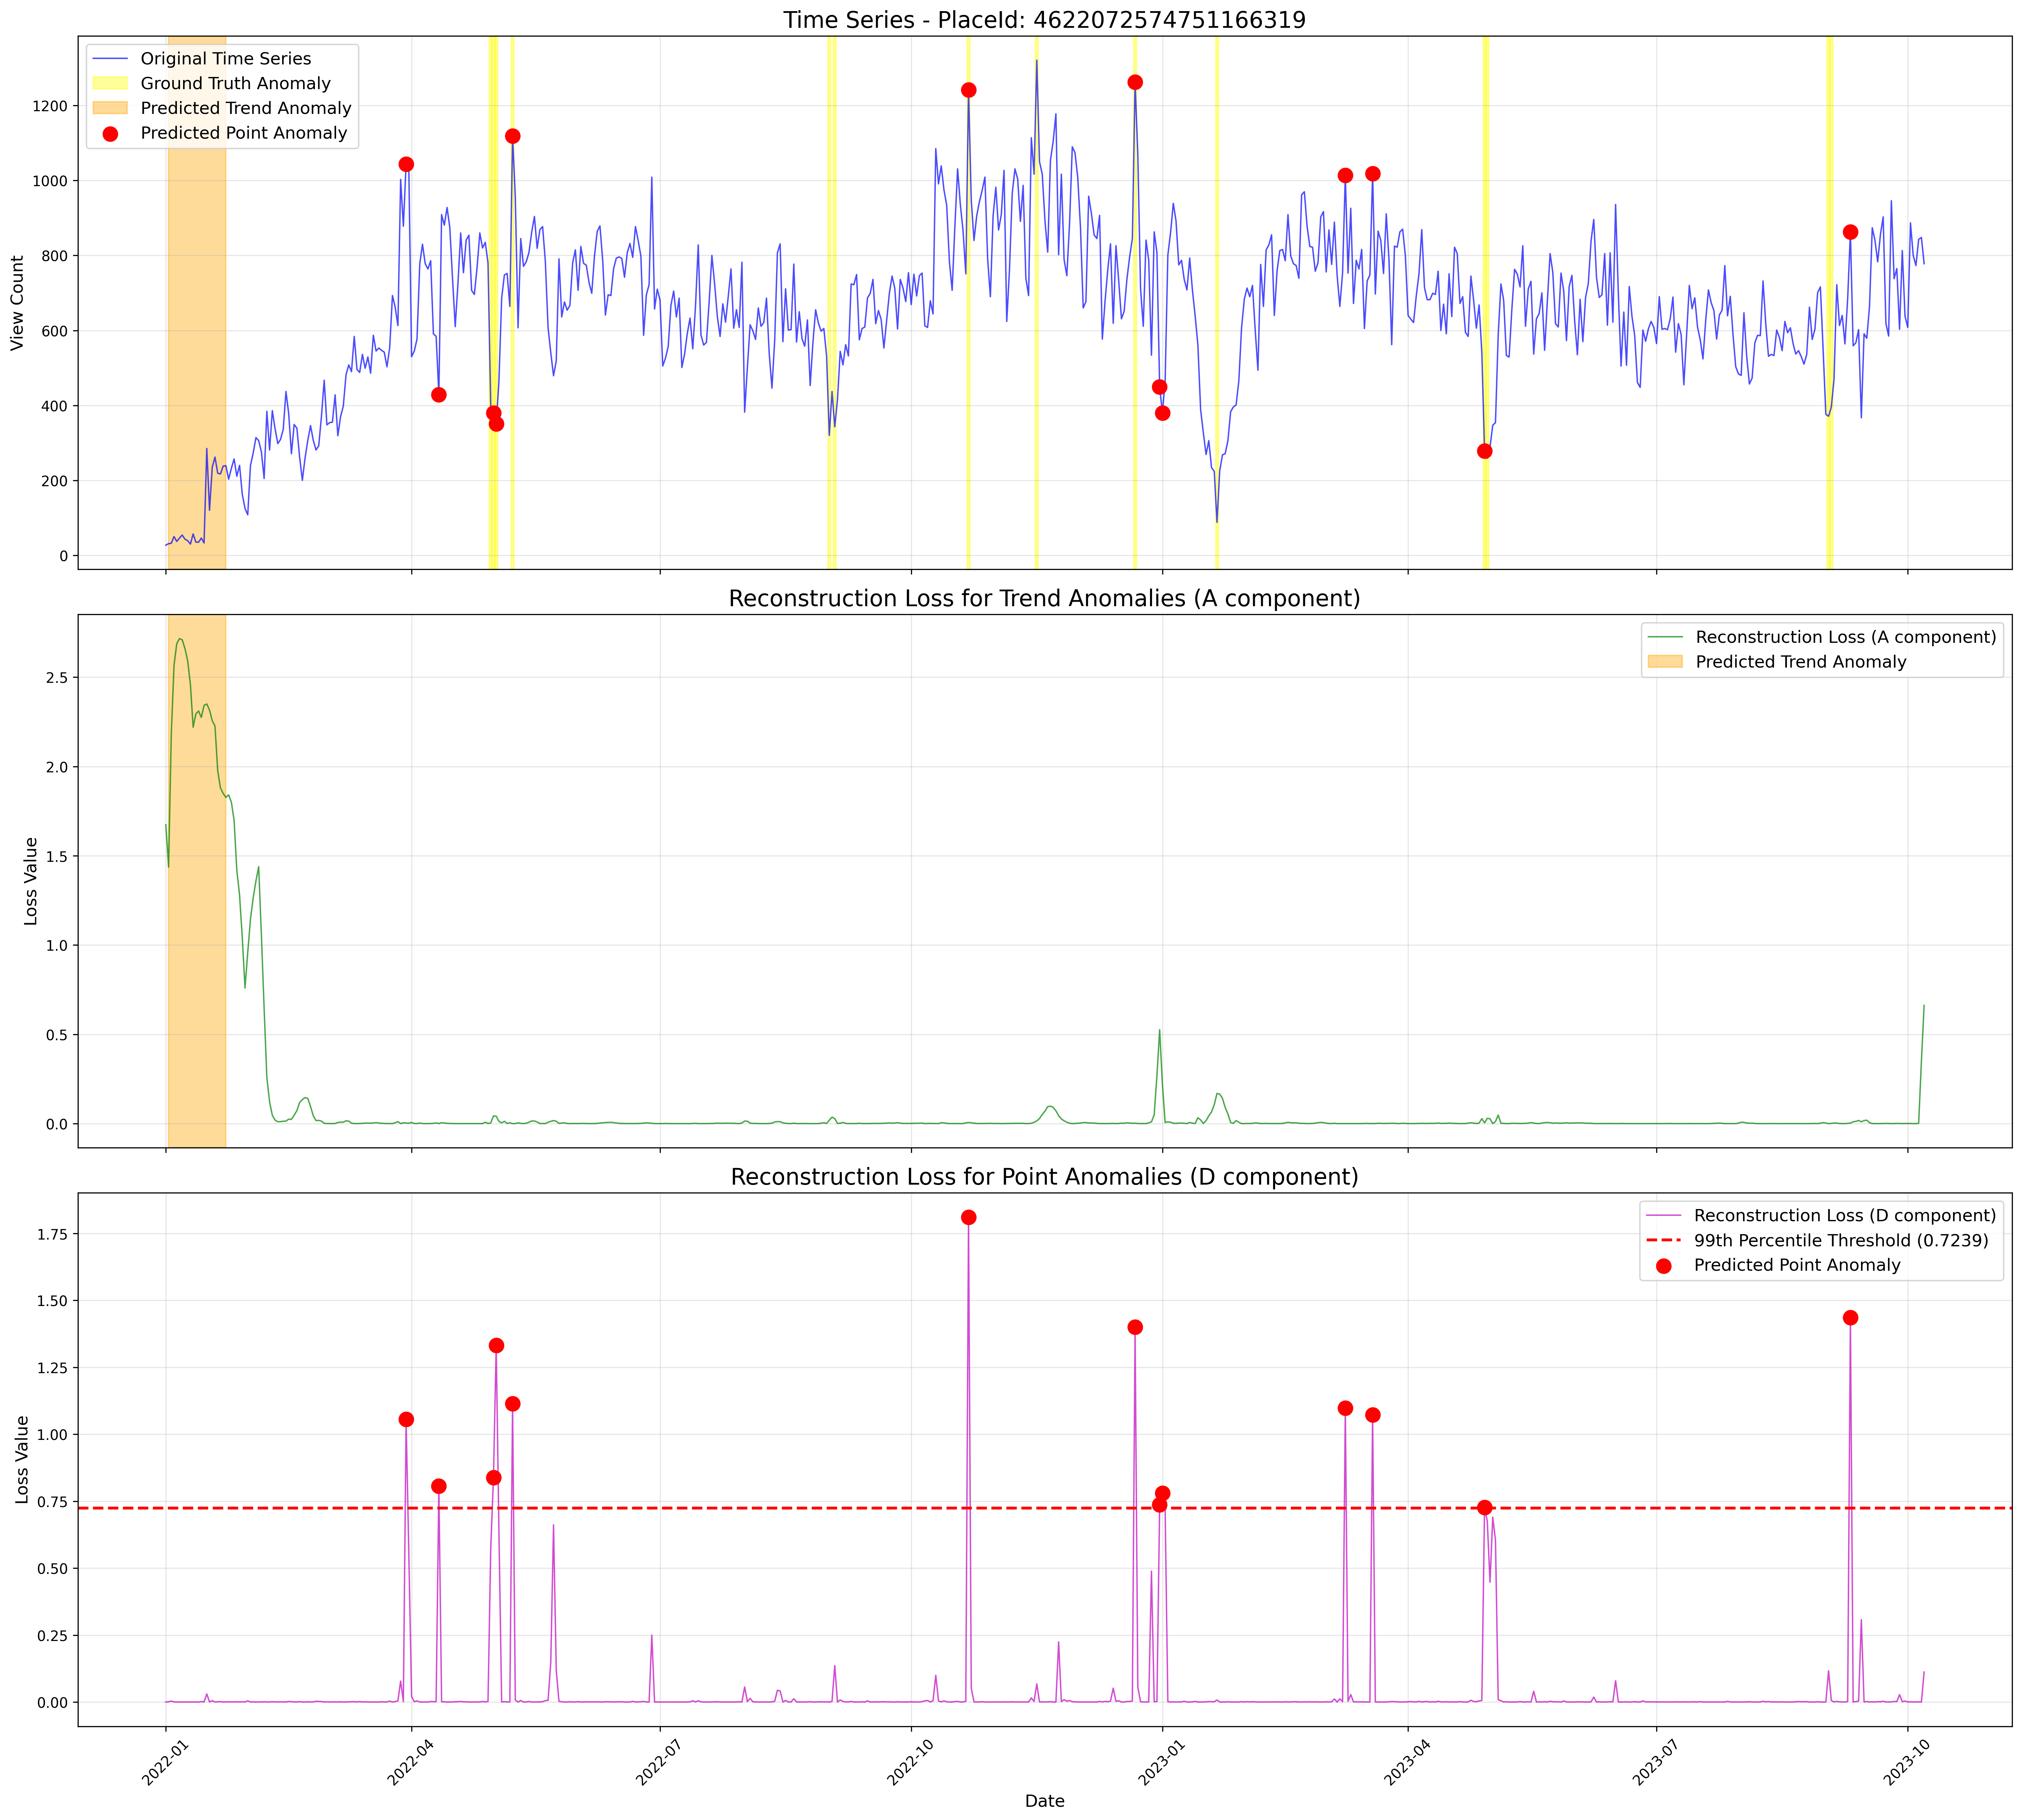 Time Series - PlaceId: 4622072574751166319
Original Time Series
Ground Truth Anomaly
Predicted Trend Anomaly
Predicted Point Anomaly
View Count
1200
1000
800
600
400
200
0
Reconstruction Loss for Trend Anomalies (A component)
Reconstruction Loss (A component)
Predicted Trend Anomaly
Loss Value
2.5
2.0
1.5
1.0
0.5
0.0
Reconstruction Loss for Point Anomalies (D component)
Reconstruction Loss (D component)
99th Percentile Threshold (0.7239)
Predicted Point Anomaly
Loss Value
1.75
1.50
1.25
1.00
0.75
0.50
0.25
0.00
2022-01
2022-04
2022-07
2022-10
2023-01
2023-04
2023-07
2023-10
Date